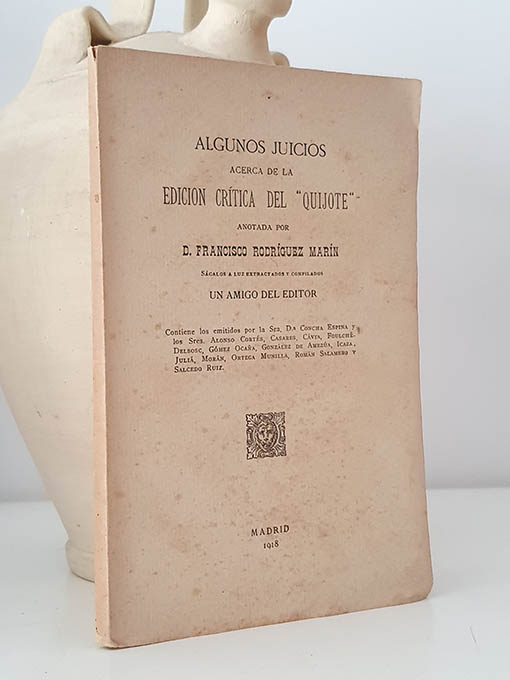 ALGUNOS JUICIOS
ACERCA DE LA
EDICION CRÍTICA DEL "QUIJOTE"
ANOTADA POR
D. FRANCISCO RODRÍGUEZ MARÍN
SÁCALOS A LUZ EXTRACTADOS Y COMPILADOS
UN AMIGO DEL EDITOR
Contiene los emitidos por la Sra. D.a Concha Espina y
los Sres. Alonso Cortés, Casares, Cávia, Foulché-
Delbosc, Gómez Ocaña, González de Amezúa, Icaza,
Juliá, Morán, Ortega Munilla, Román Salamero y
Salcedo Ruiz.
MADRID
1918